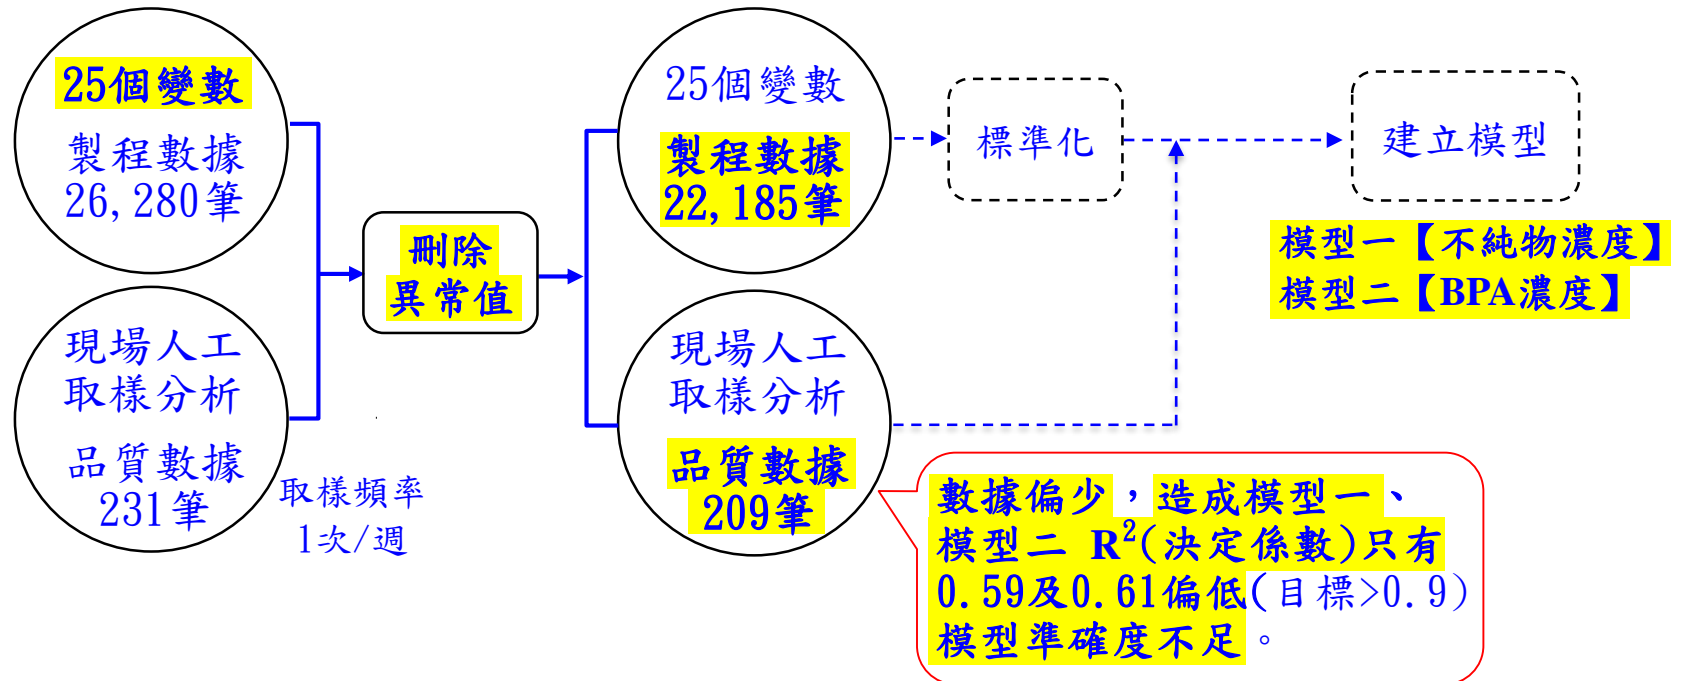 25個變數
製程數據
26,280筆
現場人工
取樣分析
品質數據
231筆
取樣頻率
1次/週
刪除
異常值
25個變數
製程數據
22,185筆
現場人工
取樣分析
品質數據
209筆
標準化
建立模型
模型一【不純物濃度】
模型二【BPA濃度】
數據偏少，造成模型一、
模型二 R²(決定係數)只有
0.59及0.61偏低(目標>0.9)
模型準確度不足。